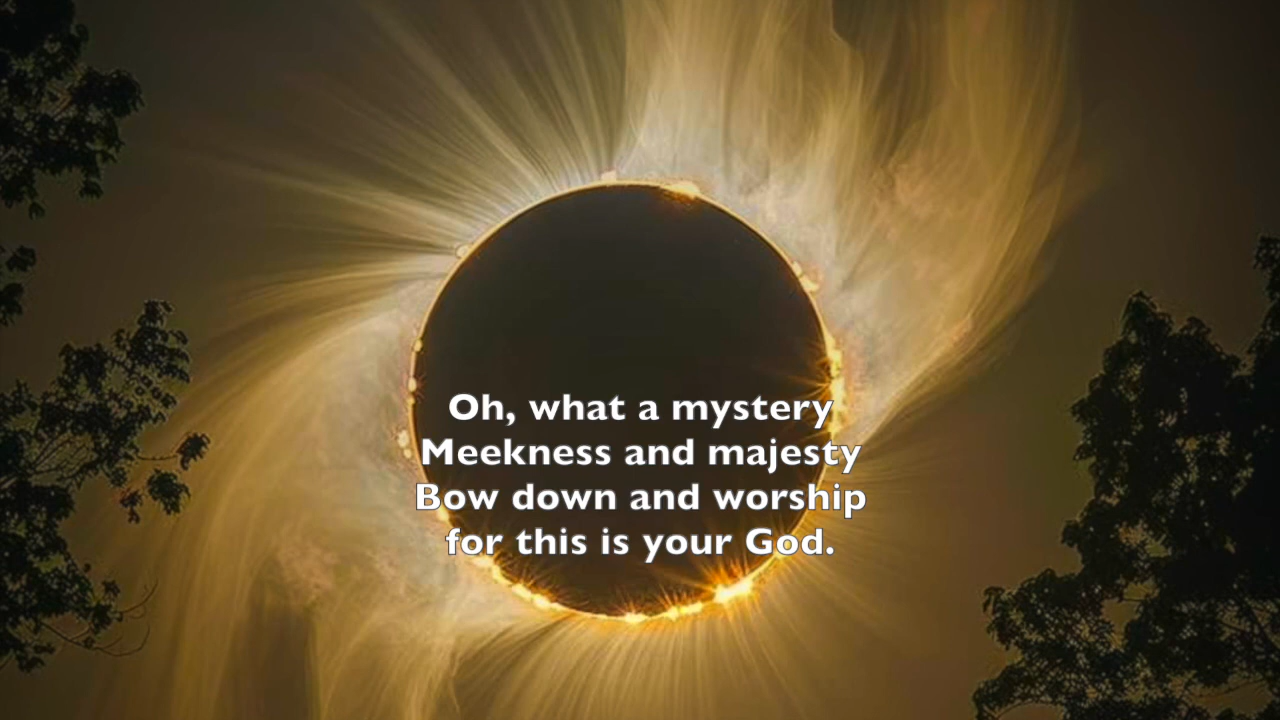 Oh, what a mystery
Meekness and majesty
Bow down and worship
for this is your God.